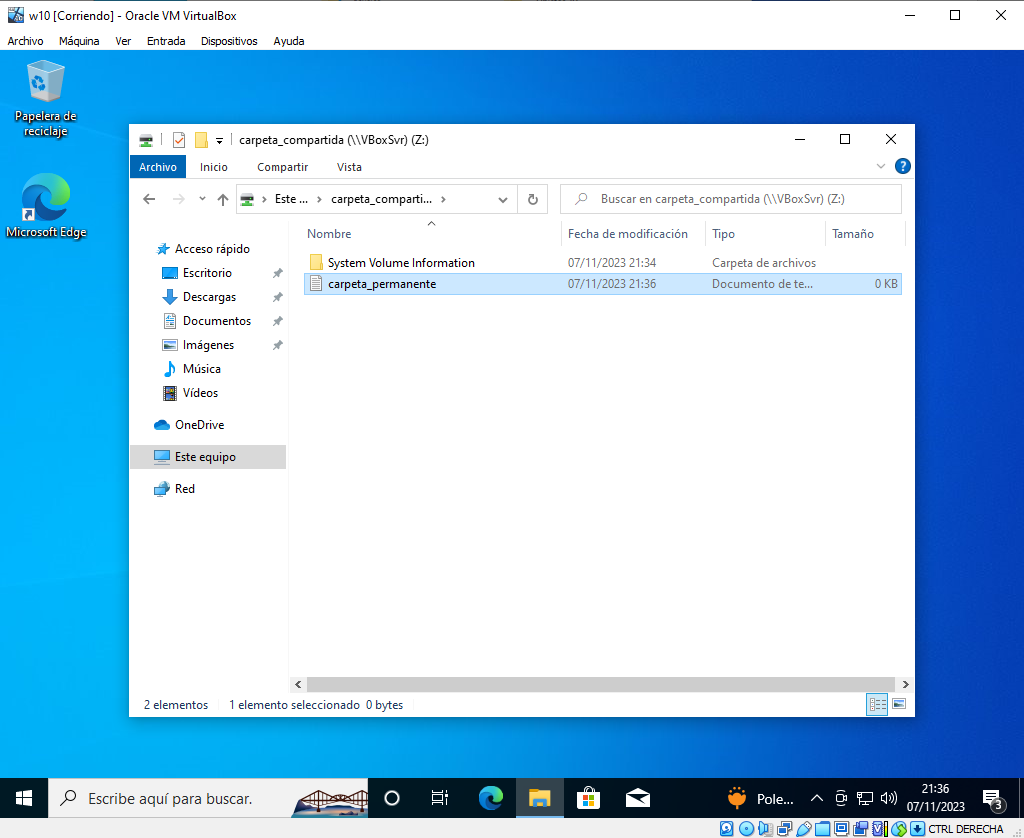 w10 [Corriendo] - Oracle VM VirtualBox
Archivo Máquina Ver Entrada Dispositivos Ayuda
Papelera de
reciclaje
Microsoft Edge
carpeta_compartida (\\VBoxSvr) (Z:)
Archivo Inicio Compartir Vista
Este ... carpeta_comparti...
Buscar en carpeta_compartida (\\VBoxSvr) (Z:)
Nombre Fecha de modificación Tipo Tamaño
System Volume Information 07/11/2023 21:34 Carpeta de archivos
carpeta_permanente 07/11/2023 21:36 Documento de te... 0 KB
Acceso rápido
Escritorio
Descargas
Documentos
Imágenes
Música
Vídeos
OneDrive
Este equipo
Red
2 elementos 1 elemento seleccionado 0 bytes
Escribe aquí para buscar.
Pole...
21:36
07/11/2023
3
CTRL DERECHA